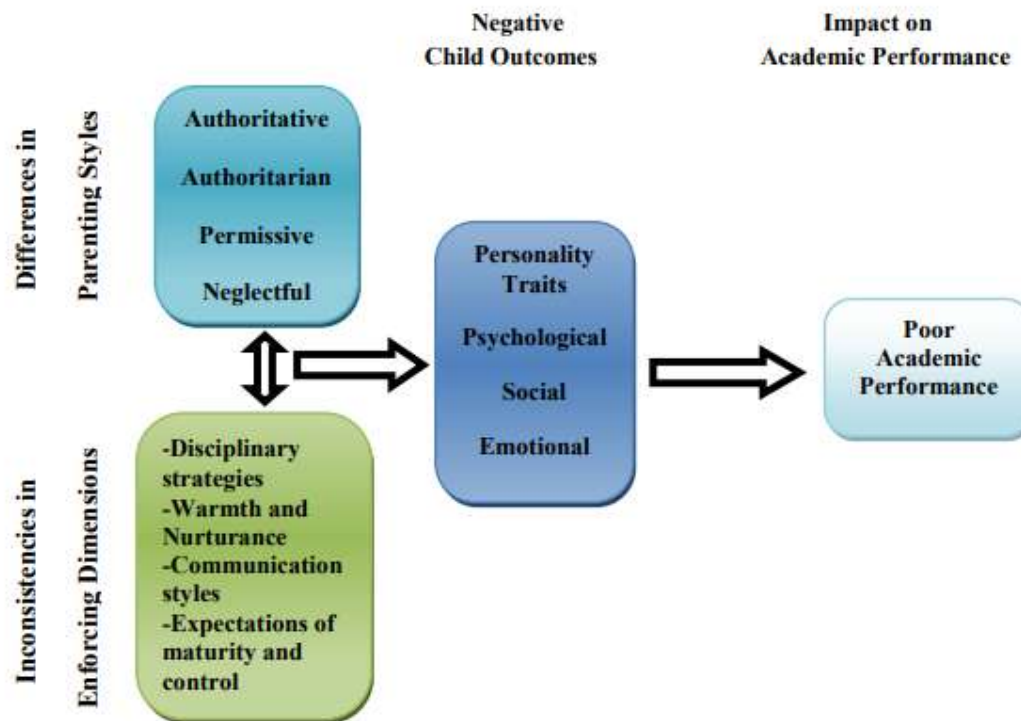 Negative
Child Outcomes
Impact on
Academic Performance
Differences in
Parenting Styles
Authoritative
Authoritarian
Permissive
Neglectful
Personality
Traits
Psychological
Social
Emotional
Poor
Academic
Performance
Inconsistencies in
Enforcing Dimensions
-Disciplinary
strategies
-Warmth and
Nurturance
-Communication
styles
-Expectations of
maturity and
control